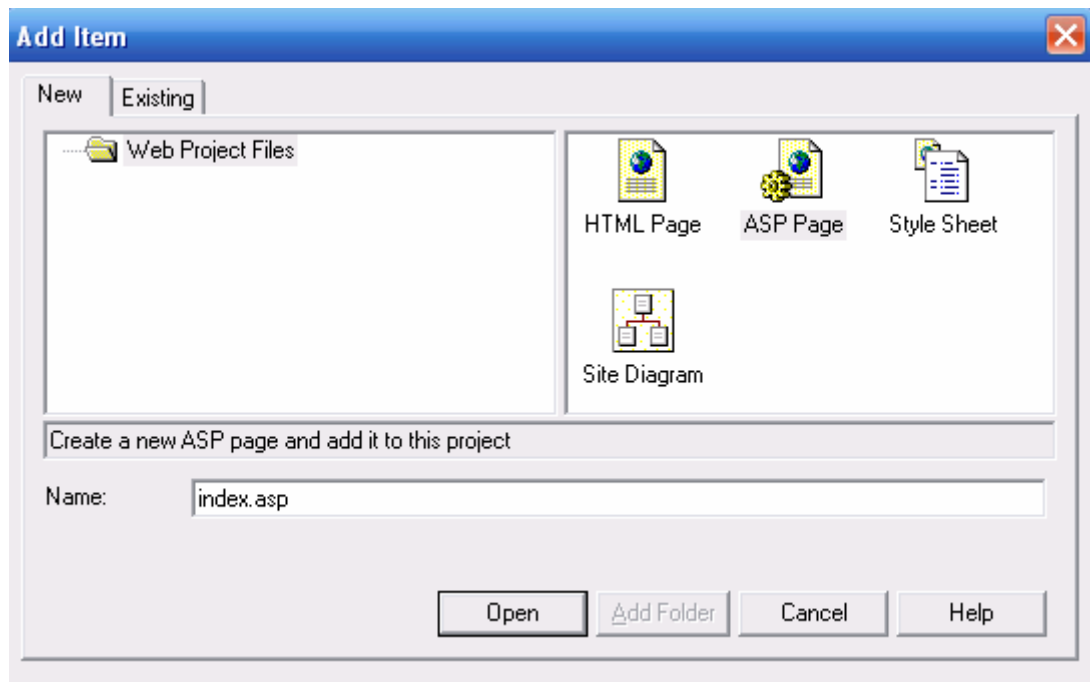 Add Item
New
Existing
Web Project Files
HTML Page
ASP Page
Style Sheet
Site Diagram
Create a new ASP page and add it to this project
Name:
index.asp
Open
Add Folder
Cancel
Help